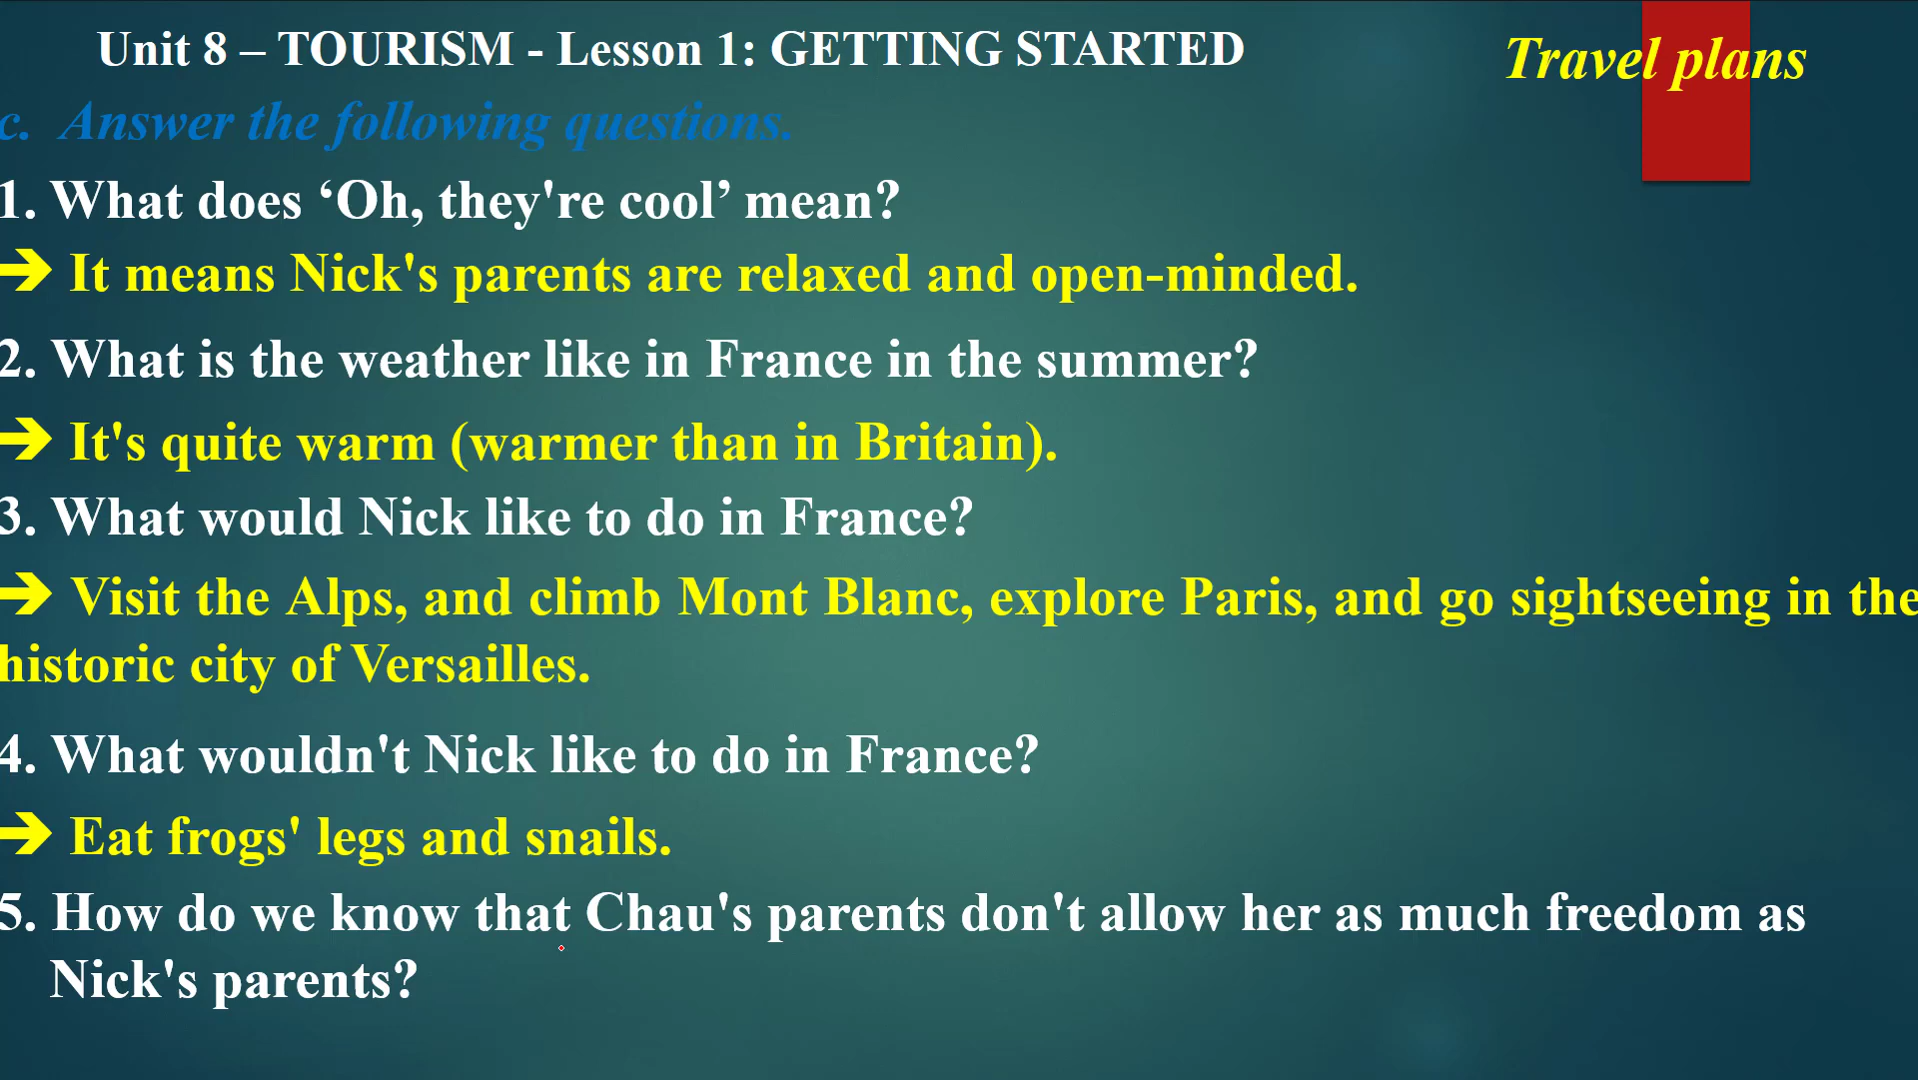 Unit 8 – TOURISM - Lesson 1: GETTING STARTED
Travel plans
c. Answer the following questions.
1. What does ‘Oh, they're cool’ mean?
➔ It means Nick's parents are relaxed and open-minded.
2. What is the weather like in France in the summer?
➔ It's quite warm (warmer than in Britain).
3. What would Nick like to do in France?
➔ Visit the Alps, and climb Mont Blanc, explore Paris, and go sightseeing in the
historic city of Versailles.
4. What wouldn't Nick like to do in France?
➔ Eat frogs' legs and snails.
5. How do we know that Chau's parents don't allow her as much freedom as
Nick's parents?